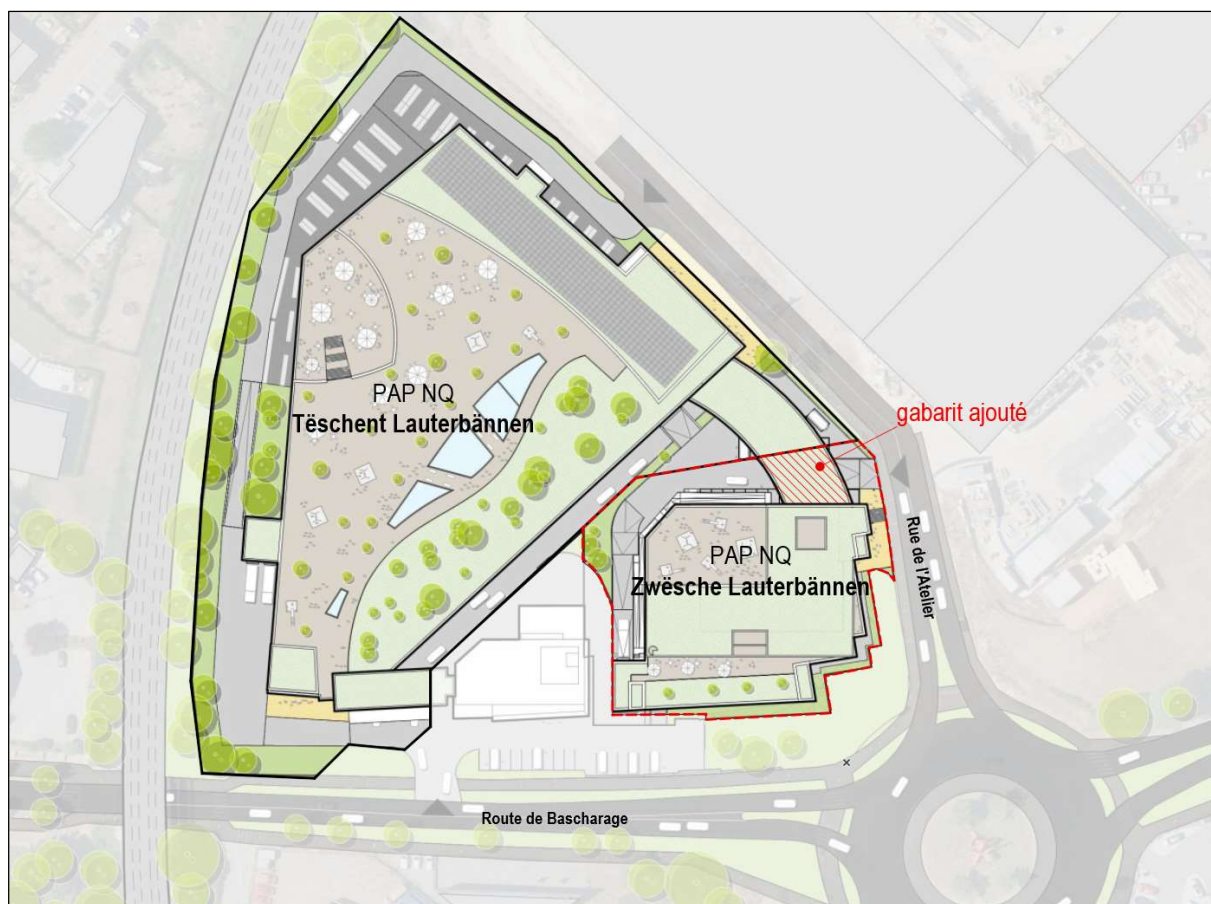 gabarit ajouté
PAP NQ
Tëschent Lauterbännen
PAP NQ
Zwësche Lauterbännen
Rue de l'Atelier
Route de Bascharage